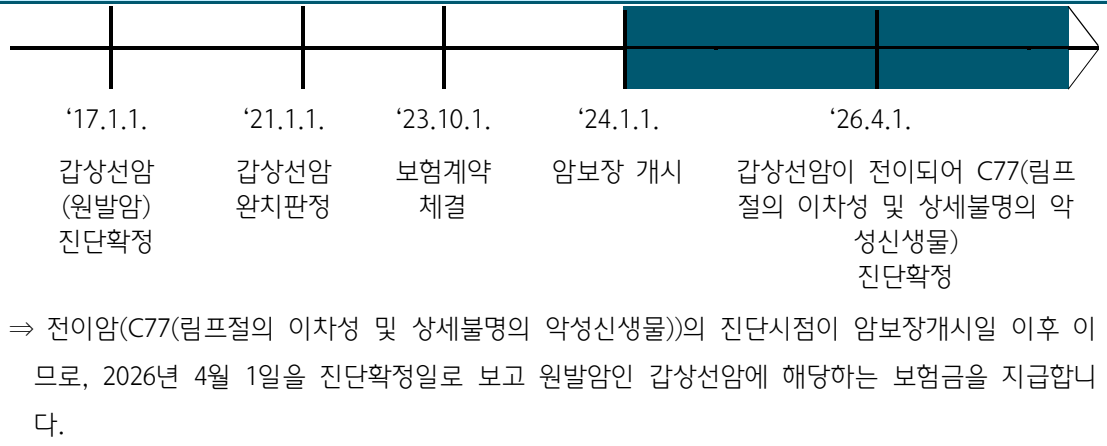 ‘17.1.1.
‘21.1.1.
‘23.10.1.
‘24.1.1.
‘26.4.1.
갑상선암
(원발암)
진단확정
갑상선암
완치판정
보험계약
체결
암보장 개시
갑상선암이 전이되어 C77(림프
절의 이차성 및 상세불명의 악
성신생물)
진단확정
⇒ 전이암(C77(림프절의 이차성 및 상세불명의 악성신생물))의 진단시점이 암보장개시일 이후 이
므로, 2026년 4월 1일을 진단확정일로 보고 원발암인 갑상선암에 해당하는 보험금을 지급합니
다.